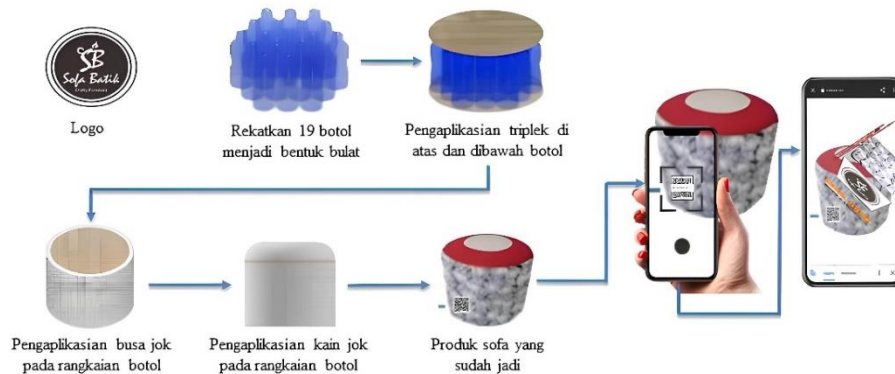 SB
Sofa Batik
Logo
Rekatkan 19 botol
menjadi bentuk bulat
Pengaplikasian triplek di
atas dan dibawah botol
Pengaplikasian busa jok
pada rangkaian botol
Pengaplikasian kain jok
pada rangkaian botol
Produk sofa yang
sudah jadi